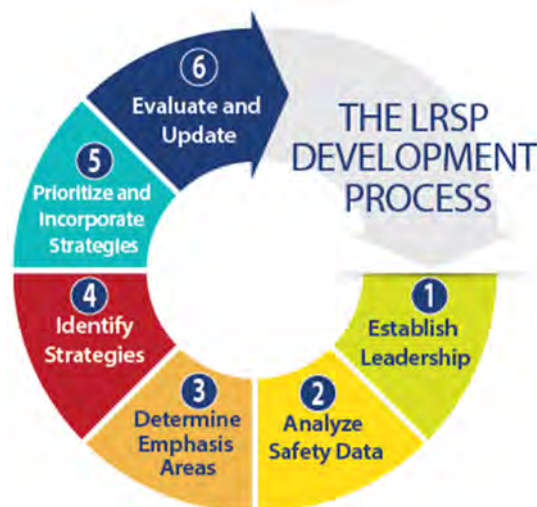 THE LRSP
DEVELOPMENT
PROCESS
1
Establish
Leadership
2
Analyze
Safety Data
3
Determine
Emphasis
Areas
4
Identify
Strategies
5
Prioritize and
Incorporate
Strategies
6
Evaluate and
Update